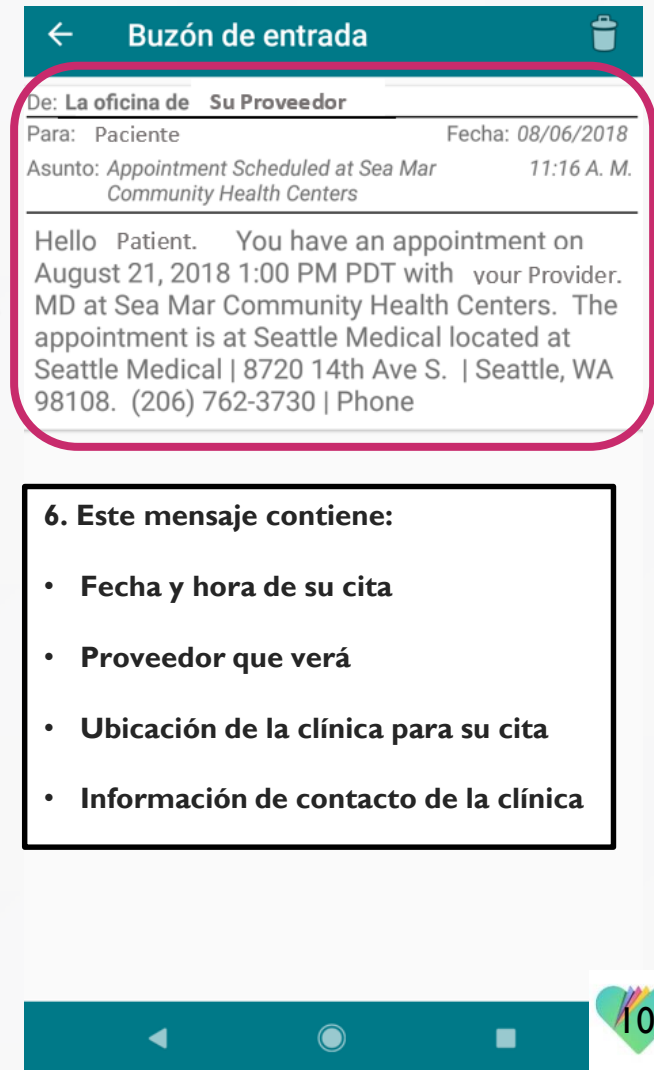 Buzón de entrada
De: La oficina de Su Proveedor
Para: Paciente Fecha: 08/06/2018
Asunto: Appointment Scheduled at Sea Mar 11:16 A. M.
Community Health Centers
Hello Patient. You have an appointment on
August 21, 2018 1:00 PM PDT with your Provider.
MD at Sea Mar Community Health Centers. The
appointment is at Seattle Medical located at
Seattle Medical | 8720 14th Ave S. | Seattle, WA
98108. (206) 762-3730 | Phone
6. Este mensaje contiene:
• Fecha y hora de su cita
• Proveedor que verá
• Ubicación de la clínica para su cita
• Información de contacto de la clínica
10